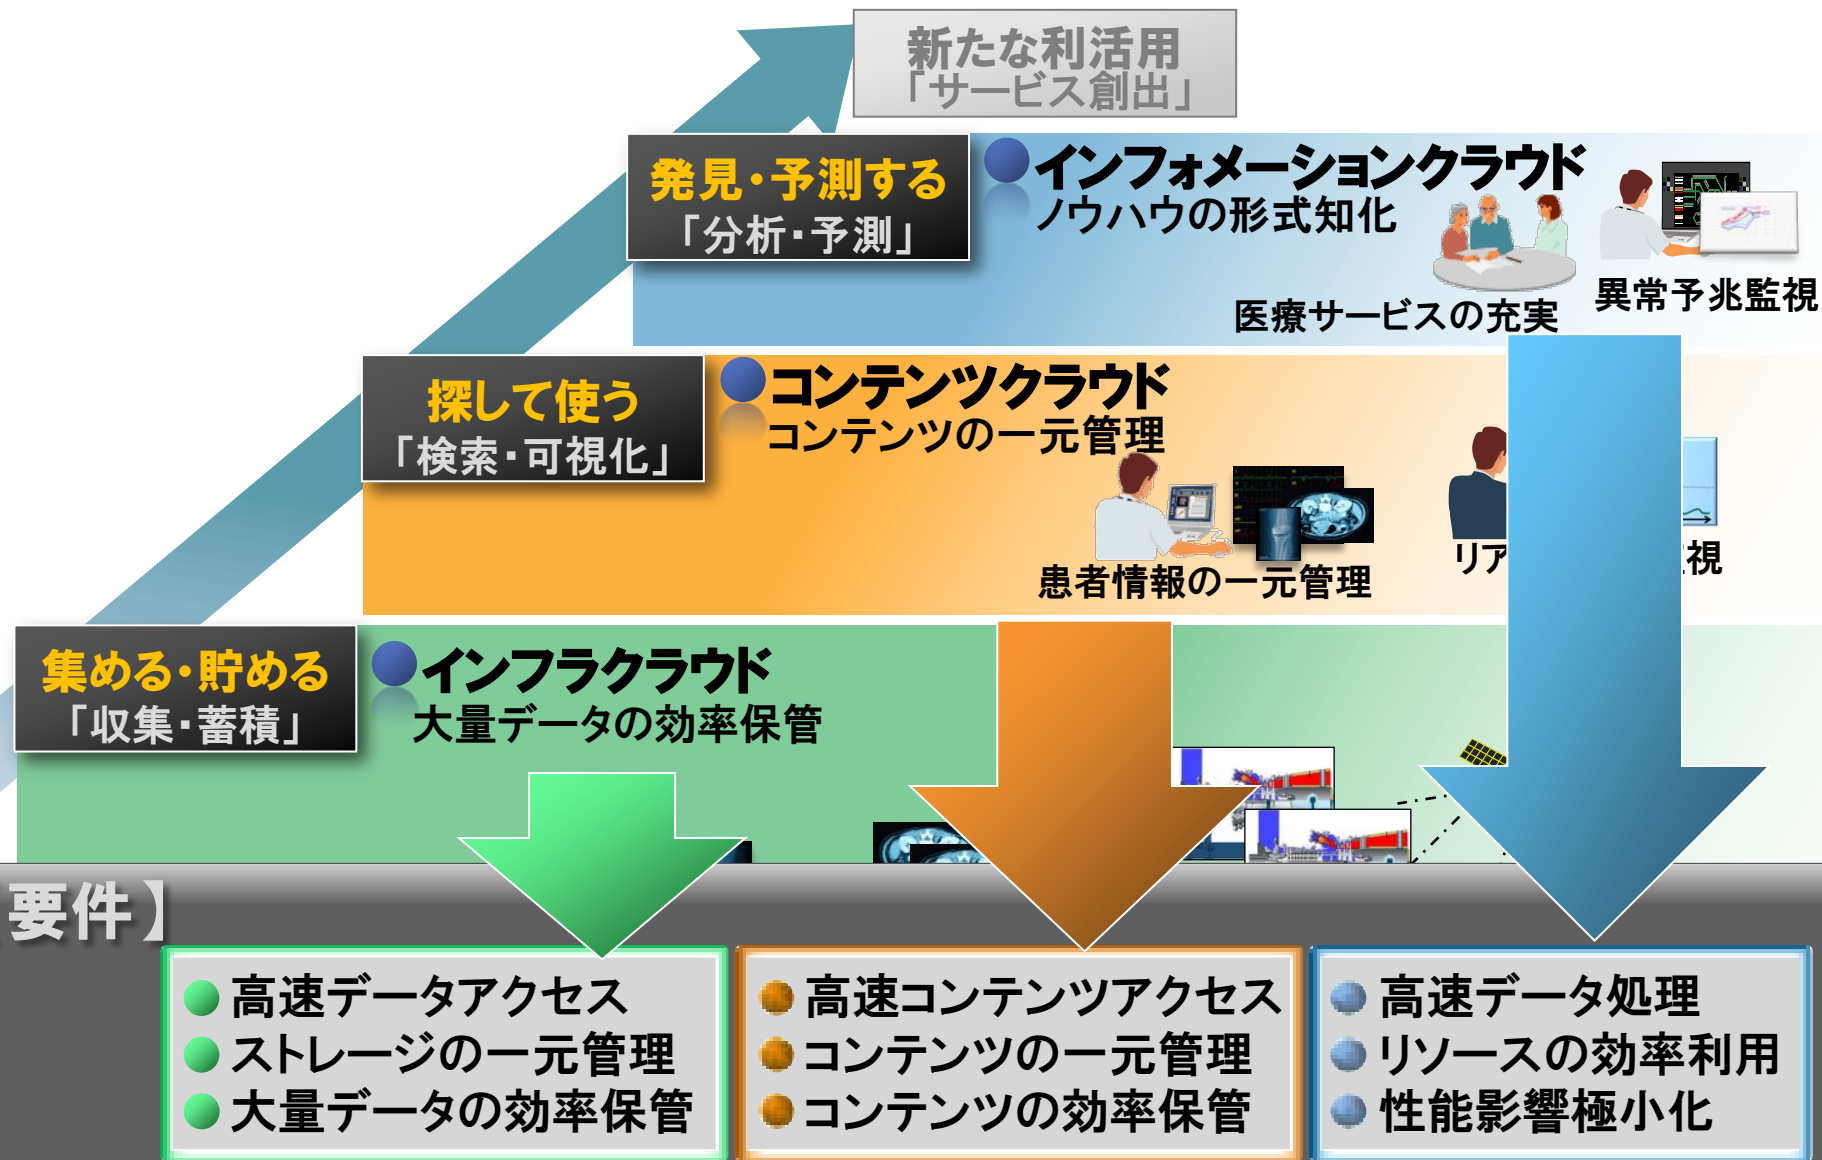 新たな利活用
「サービス創出」
発見・予測する
「分析・予測」
インフォメーションクラウド
ノウハウの形式知化
医療サービスの充実
異常予兆監視
探して使う
「検索・可視化」
コンテンツクラウド
コンテンツの一元管理
患者情報の一元管理
リア
視
集める・貯める
「収集・蓄積」
インフラクラウド
大量データの効率保管
要件】
高速データアクセス
ストレージの一元管理
大量データの効率保管
高速コンテンツアクセス
コンテンツの一元管理
コンテンツの効率保管
高速データ処理
リソースの効率利用
性能影響極小化